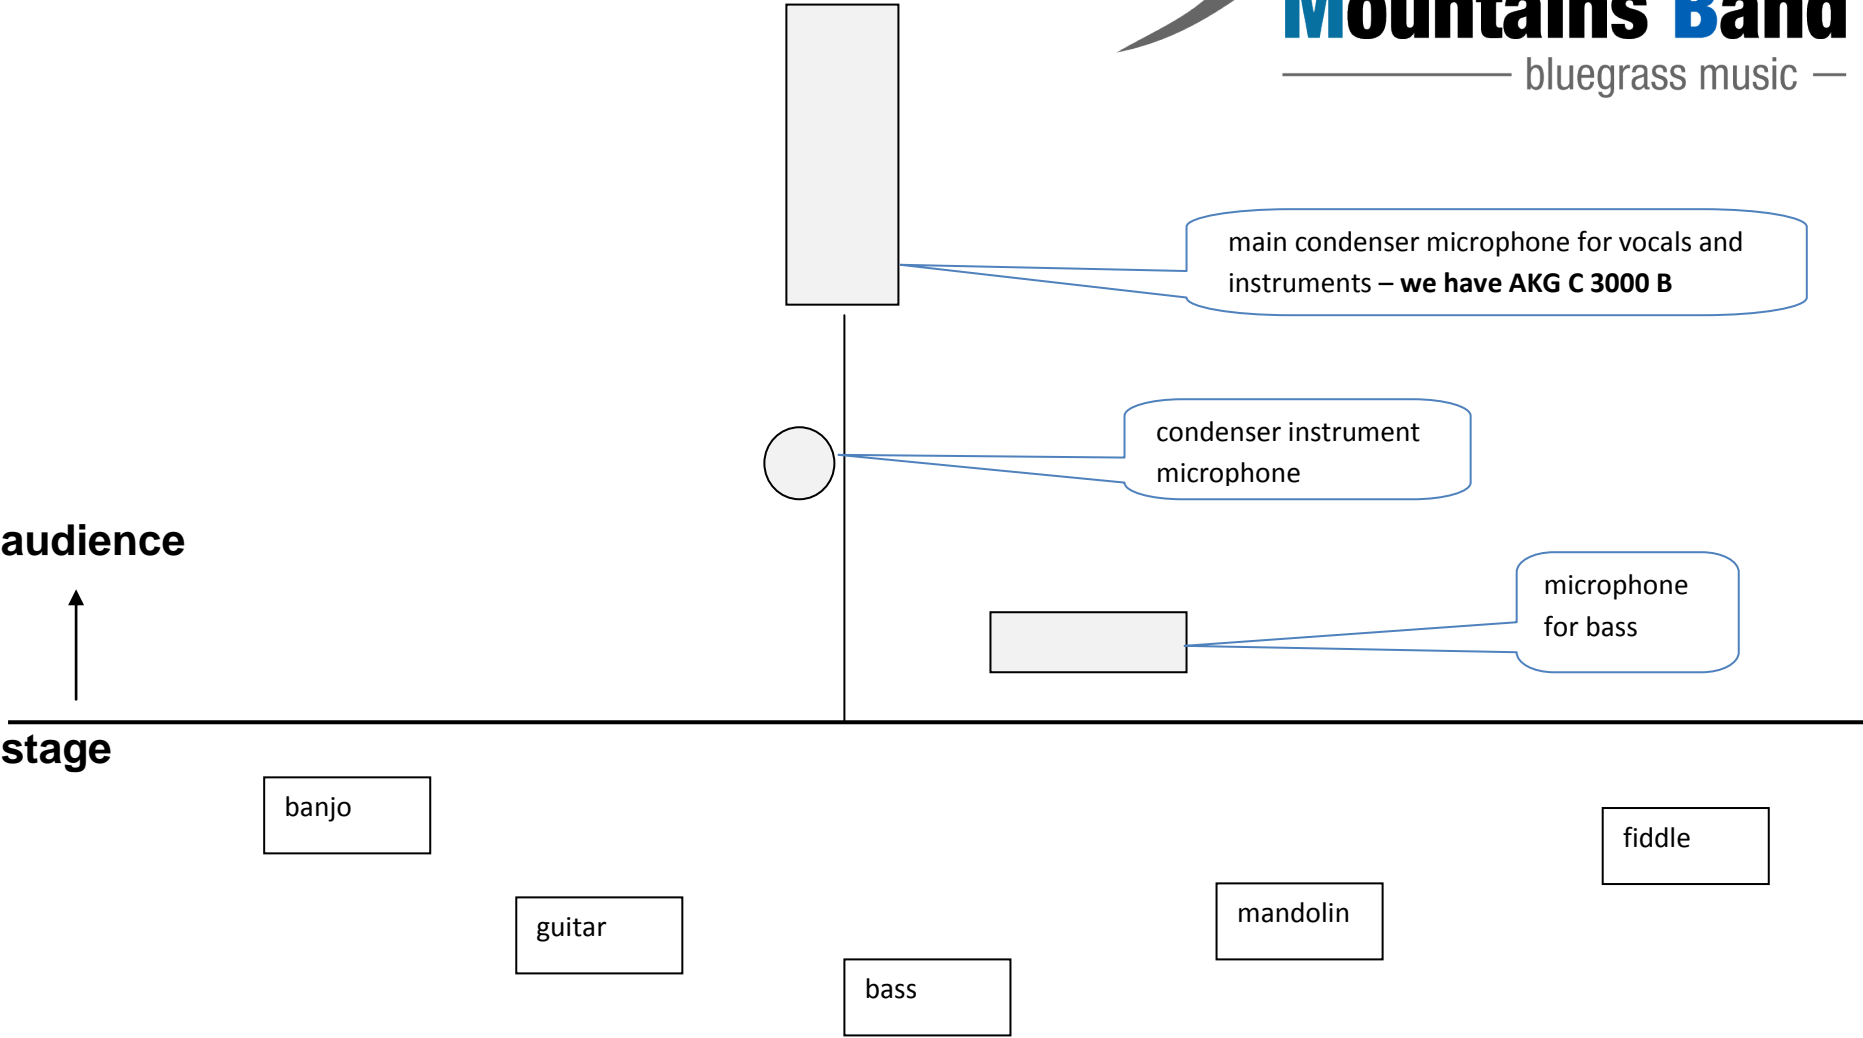 Mountains Band
bluegrass music
main condenser microphone for vocals and
instruments – we have AKG C 3000 B
condenser instrument
microphone
audience
microphone
for bass
stage
banjo
fiddle
guitar
mandolin
bass